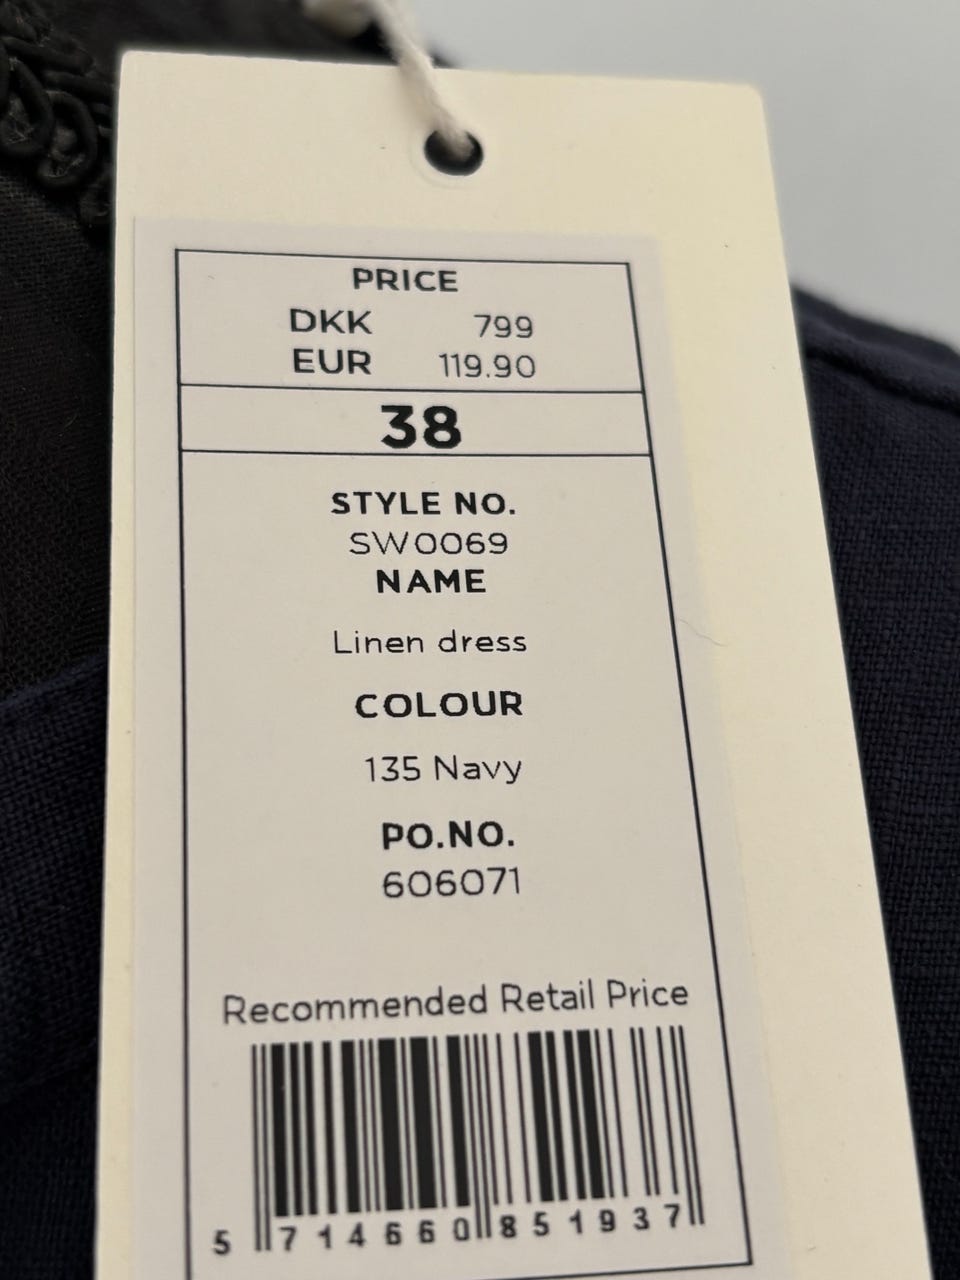 PRICE
DKK 799
EUR 119.90
38
STYLE NO.
SW0069
NAME
Linen dress
COLOUR
135 Navy
PO.NO.
606071
Recommended Retail Price
5 714660 851937